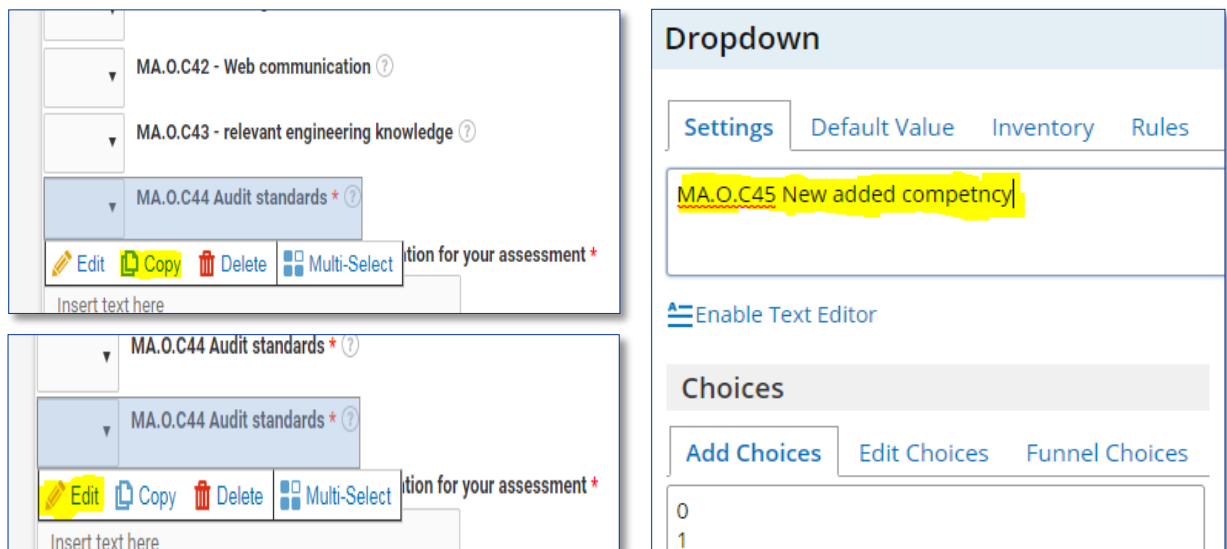 MA.O.C42 - Web communication ?
MA.O.C43 - relevant engineering knowledge ?
MA.O.C44 Audit standards * ?
Edit Copy Delete Multi-Select
tion for your assessment *
Insert text here
MA.O.C44 Audit standards * ?
MA.O.C44 Audit standards * ?
Edit Copy Delete Multi-Select
tion for your assessment *
Insert text here
Dropdown
Settings Default Value Inventory Rules
MA.O.C45 New added competncy
Enable Text Editor
Choices
Add Choices Edit Choices Funnel Choices
0
1